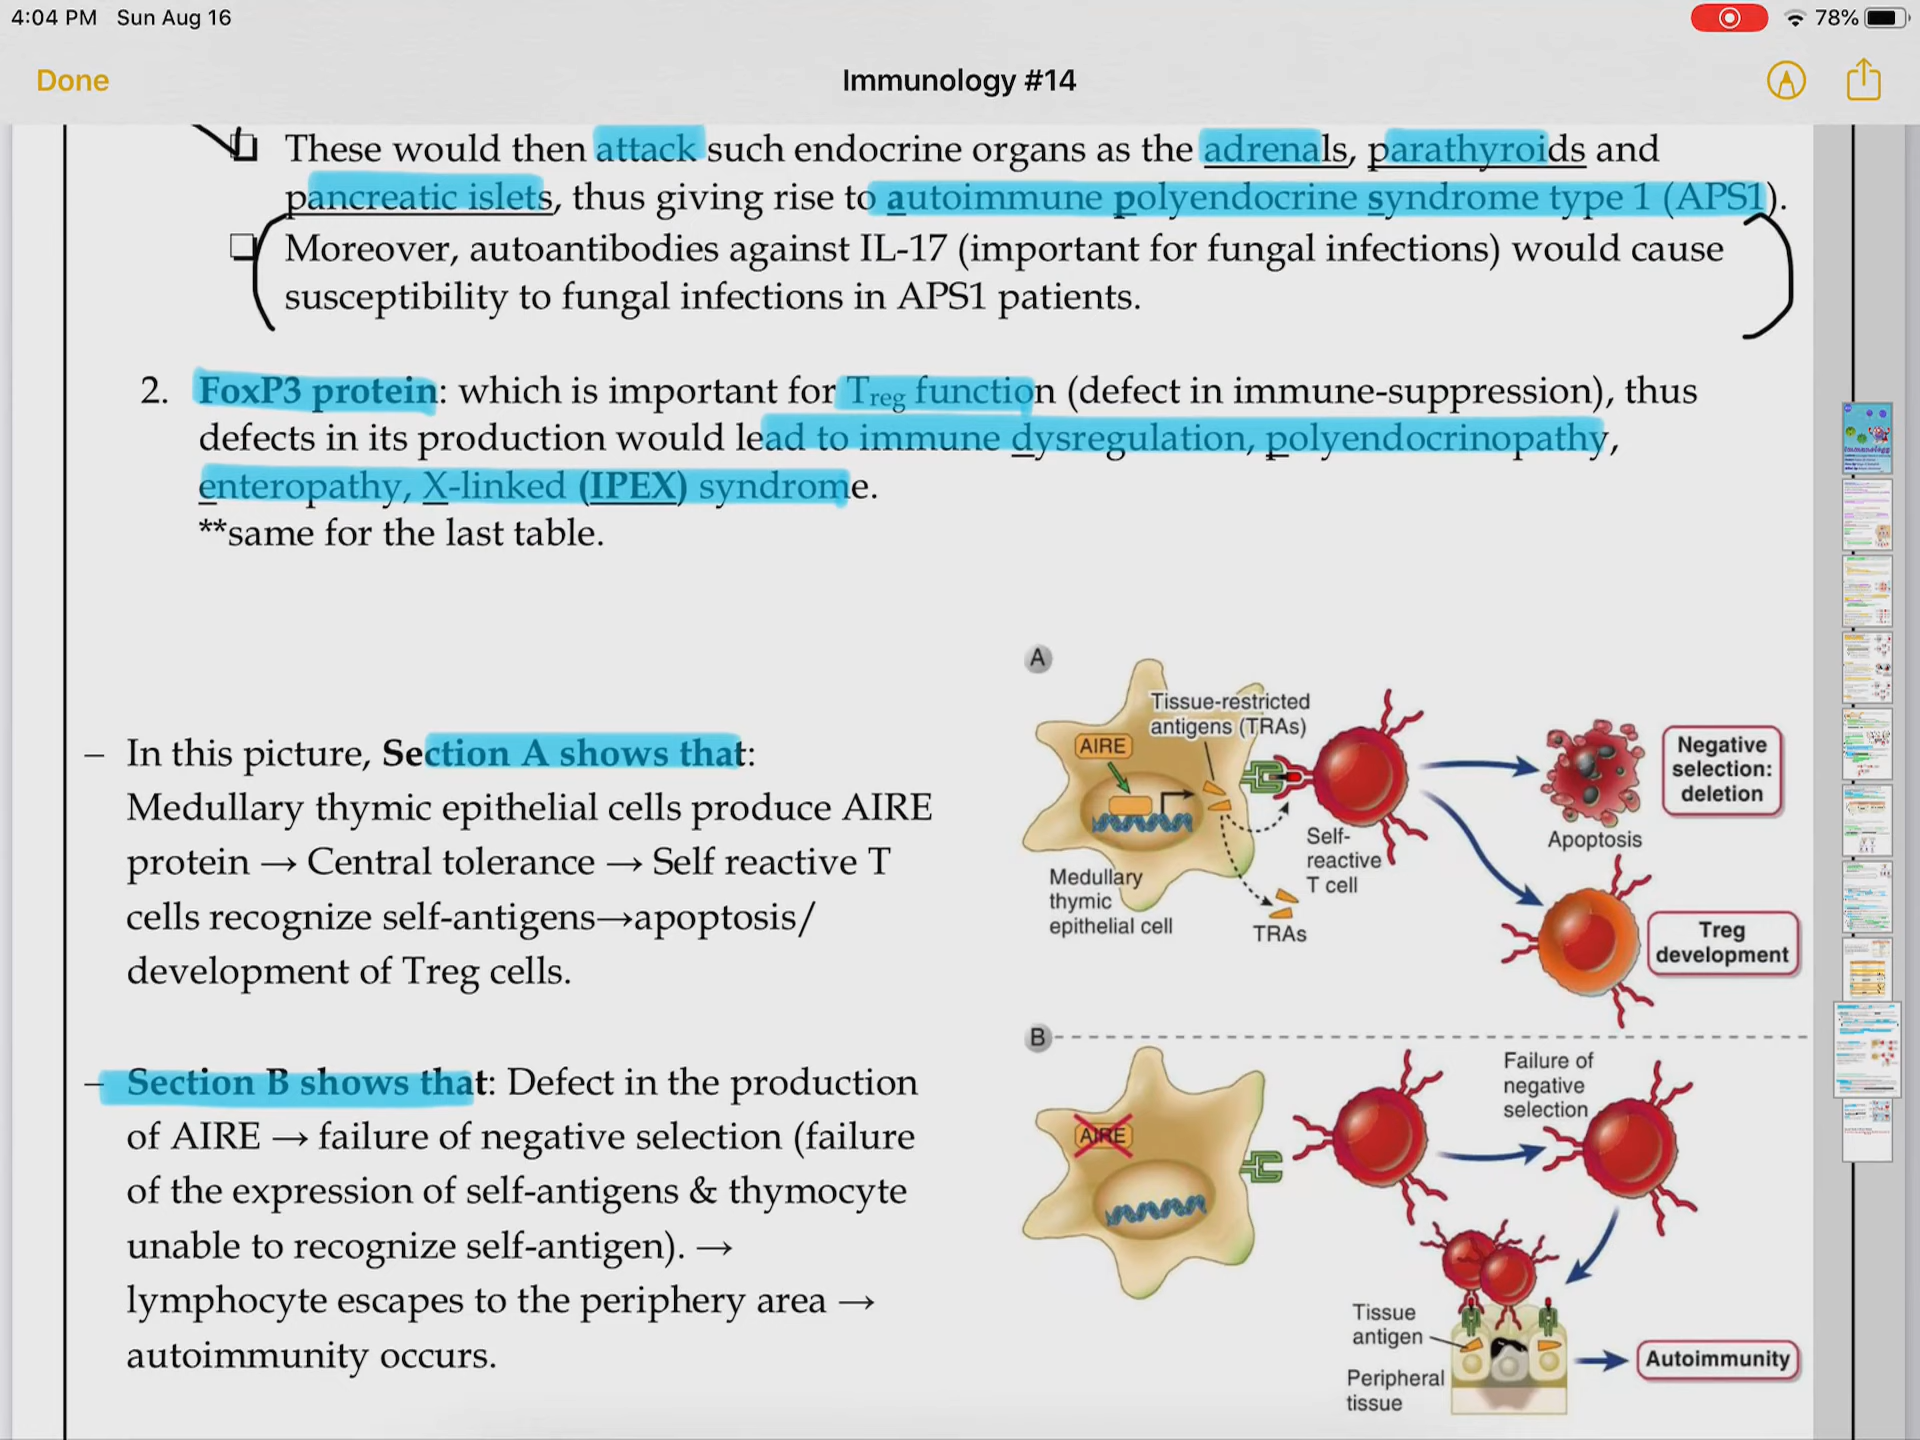 4:04 PM Sun Aug 16
78%
Done
Immunology #14
These would then attack such endocrine organs as the adrenals, parathyroids and
pancreatic islets, thus giving rise to autoimmune polyendocrine syndrome type 1 (APS1).
Moreover, autoantibodies against IL-17 (important for fungal infections) would cause
susceptibility to fungal infections in APS1 patients.
2. FoxP3 protein: which is important for Treg function (defect in immune-suppression), thus
defects in its production would lead to immune dysregulation, polyendocrinopathy,
enteropathy, X-linked (IPEX) syndrome.
**same for the last table.
– In this picture, Section A shows that:
Medullary thymic epithelial cells produce AIRE
protein → Central tolerance → Self reactive T
cells recognize self-antigens→apoptosis/
development of Treg cells.
– Section B shows that: Defect in the production
of AIRE → failure of negative selection (failure
of the expression of self-antigens & thymocyte
unable to recognize self-antigen). →
lymphocyte escapes to the periphery area →
autoimmunity occurs.
A
Tissue-restricted
antigens (TRAs)
AIRE
Medullary
thymic
epithelial cell
TRAs
Self-
reactive
T cell
Apoptosis
Negative
selection:
deletion
Treg
development
B
AIRE
Failure of
negative
selection
Tissue
antigen
Peripheral
tissue
Autoimmunity